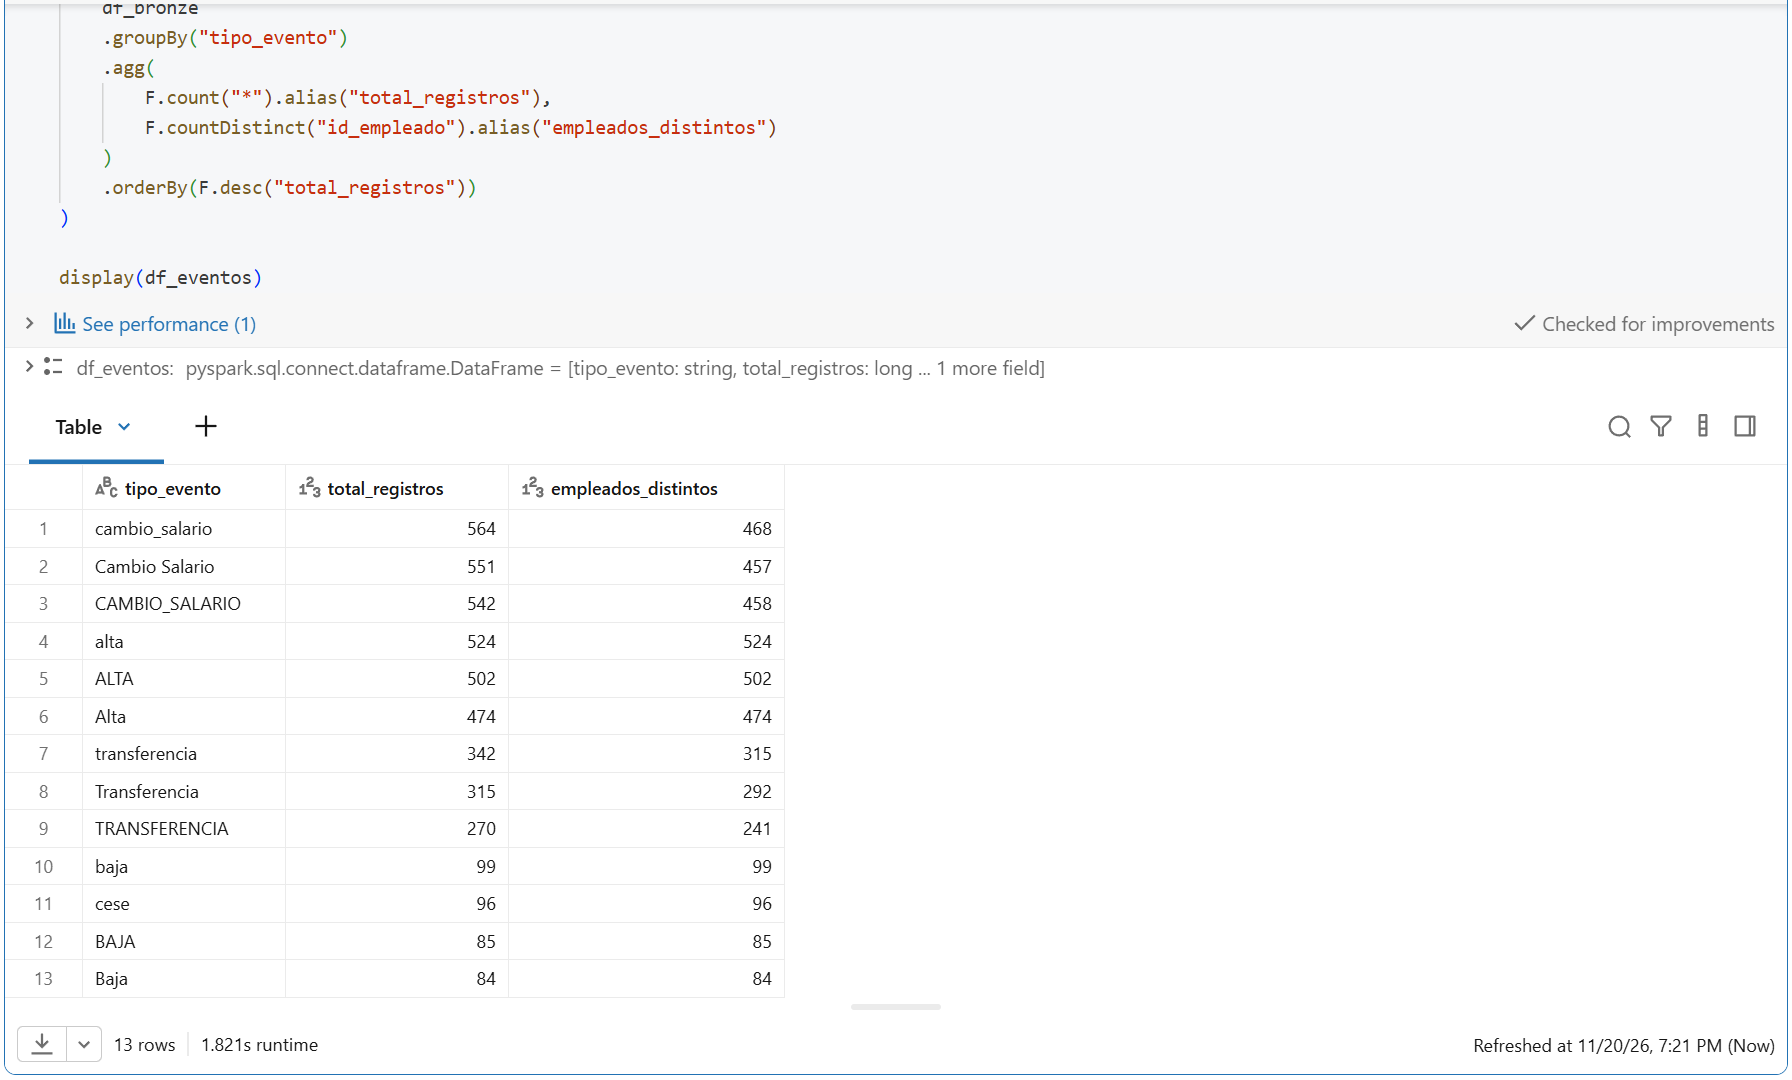 df_bronze
.groupBy("tipo_evento")
.agg(
F.count("*").alias("total_registros"),
F.countDistinct("id_empleado").alias("empleados_distintos")
)
.orderBy(F.desc("total_registros"))
)
display(df_eventos)
See performance (1)
Checked for improvements
df_eventos: pyspark.sql.connect.dataframe.DataFrame = [tipo_evento: string, total_registros: long ... 1 more field]
Table
tipo_evento total_registros empleados_distintos
1 cambio_salario 564 468
2 Cambio Salario 551 457
3 CAMBIO_SALARIO 542 458
4 alta 524 524
5 ALTA 502 502
6 Alta 474 474
7 transferencia 342 315
8 Transferencia 315 292
9 TRANSFERENCIA 270 241
10 baja 99 99
11 cese 96 96
12 BAJA 85 85
13 Baja 84 84
13 rows 1.821s runtime
Refreshed at 11/20/26, 7:21 PM (Now)